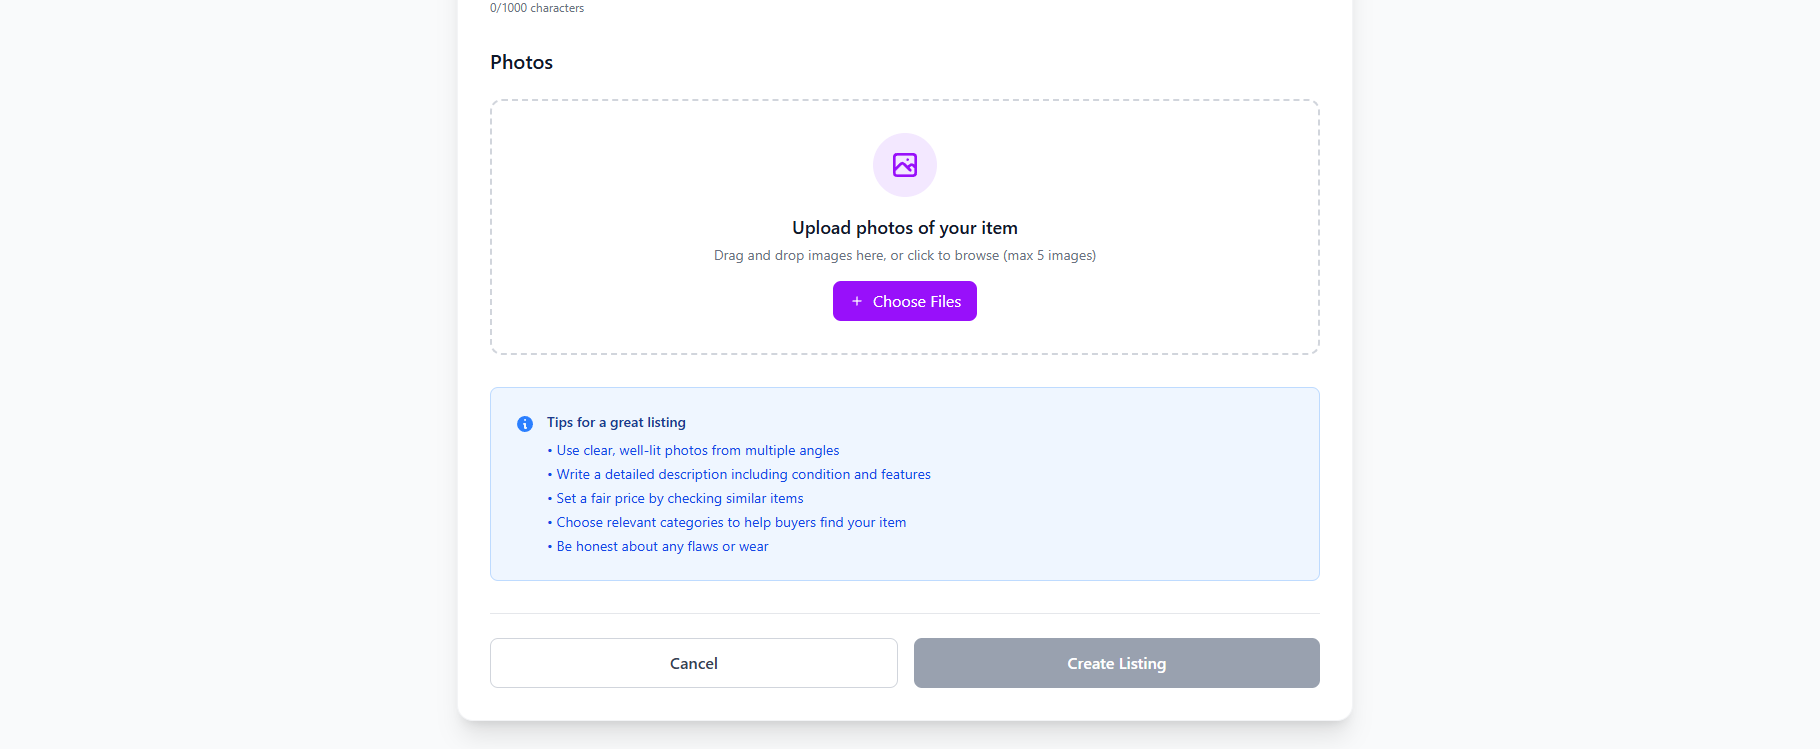 0/1000 characters
Photos
Upload photos of your item
Drag and drop images here, or click to browse (max 5 images)
+ Choose Files
Tips for a great listing
• Use clear, well-lit photos from multiple angles
• Write a detailed description including condition and features
• Set a fair price by checking similar items
• Choose relevant categories to help buyers find your item
• Be honest about any flaws or wear
Cancel
Create Listing